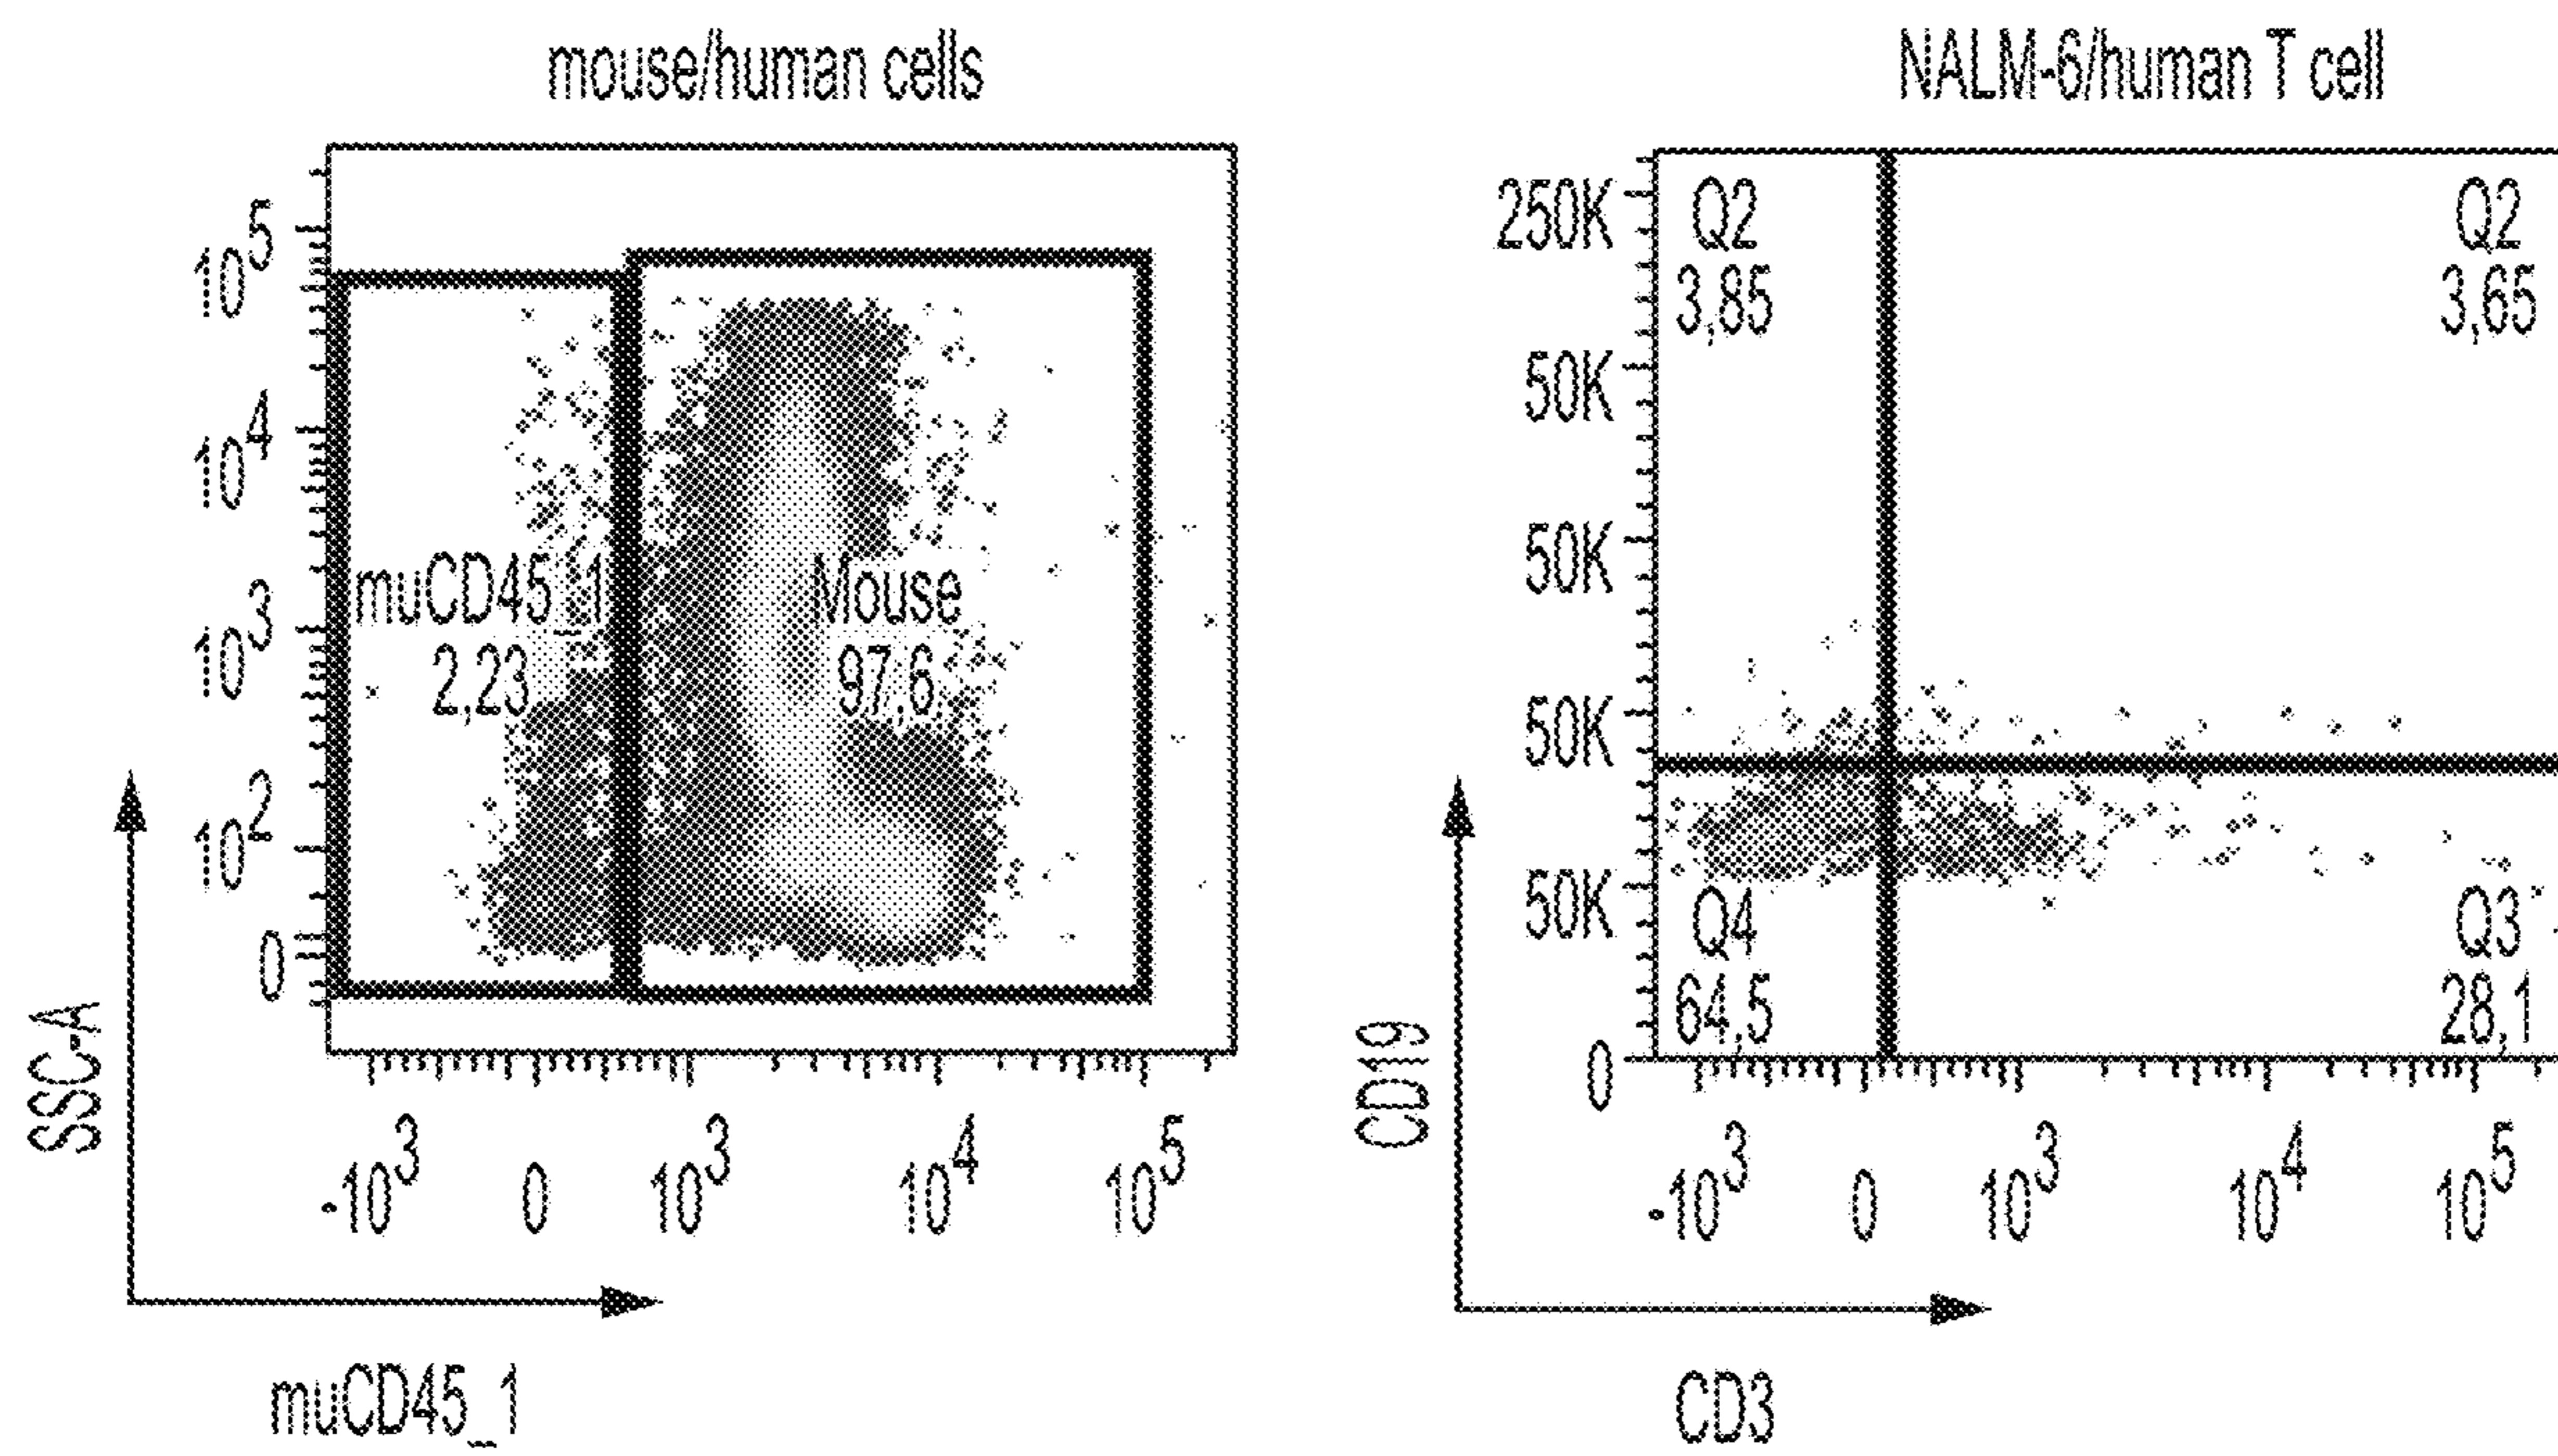 mouse/human cells
10^5
10^4
10^3
10^2
0
muCD45_1
2,23
Mouse
97,6
SSC-A
-10^3 0 10^3 10^4 10^5
muCD45_1
NALM-6/human T cell
250K
50K
50K
50K
50K
0
Q2
3,85
Q2
3,65
Q4
64,5
Q3
28,1
CD19
-10^3 0 10^3 10^4 10^5
CD3